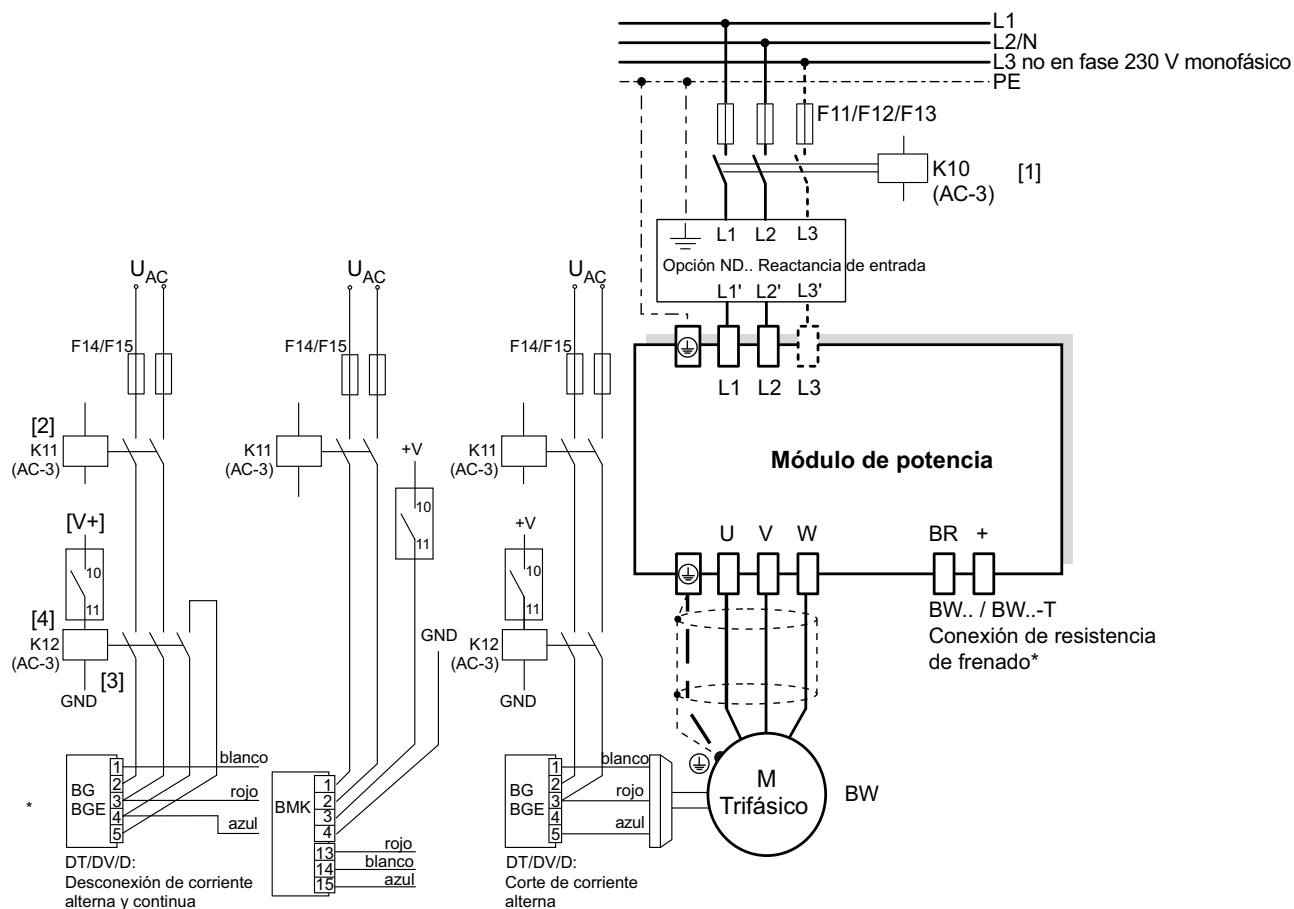 L1
L2/N
L3 no en fase 230 V monofásico
PE
F11/F12/F13
K10
(AC-3)
[1]
L1 L2 L3
Opción ND.. Reactancia de entrada
L1' L2' L3'
L1 L2 L3
Módulo de potencia
U V W
BR +
BW.. / BW..-T
Conexión de resistencia
de frenado*
M
Trifásico
BW
UAC
F14/F15
[2]
K11
(AC-3)
[V+]
10
11
[4]
K12
(AC-3)
[3]
GND
BG
BGE
1
2
3
4
5
blanco
rojo
azul
*
DT/DV/D:
Desconexión de corriente
alterna y continua
UAC
F14/F15
K11
(AC-3)
+V
10
11
GND
BMK
1
2
3
4
13
14
15
rojo
blanco
azul
UAC
F14/F15
K11
(AC-3)
+V
10
11
K12
(AC-3)
GND
BG
BGE
1
2
3
4
5
blanco
rojo
azul
DT/DV/D:
Corte de corriente
alterna